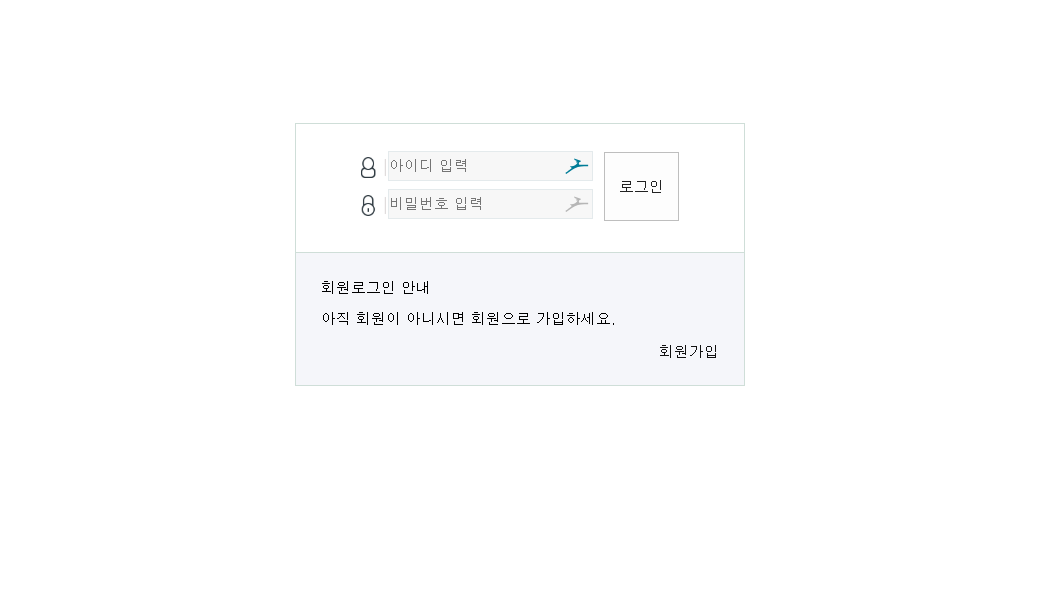 아이디 입력
비밀번호 입력
로그인
회원로그인 안내
아직 회원이 아니시면 회원으로 가입하세요.
회원가입